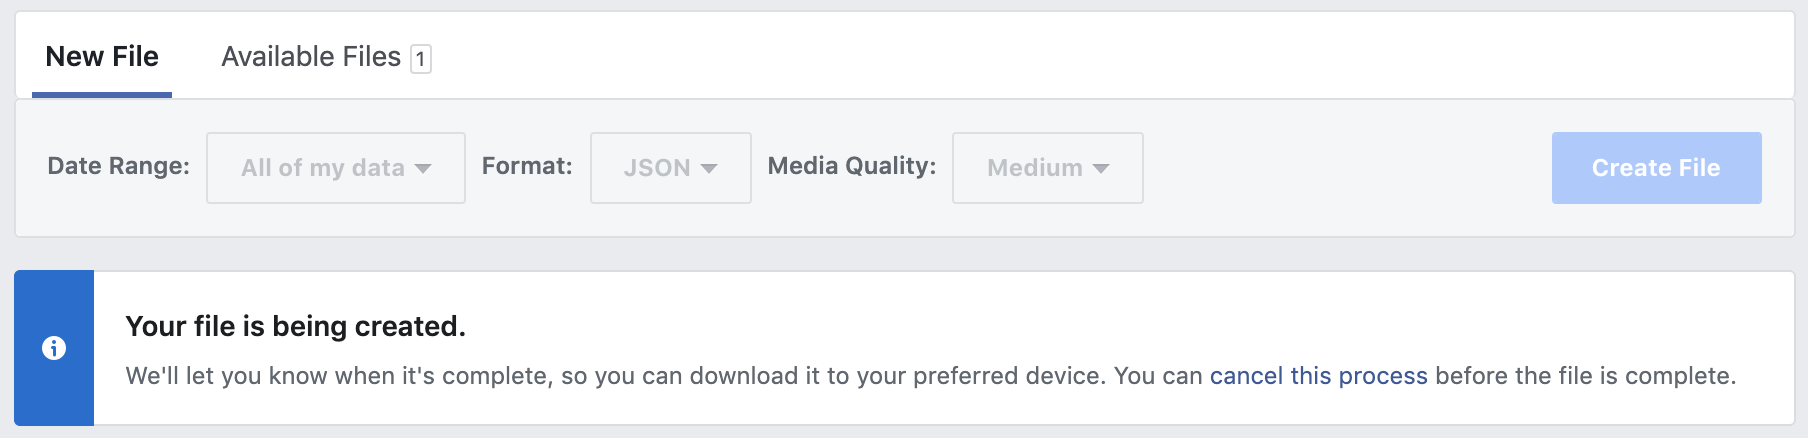 New File Available Files 1
Date Range: All of my data Format: JSON Media Quality: Medium Create File
Your file is being created.
We'll let you know when it's complete, so you can download it to your preferred device. You can cancel this process before the file is complete.